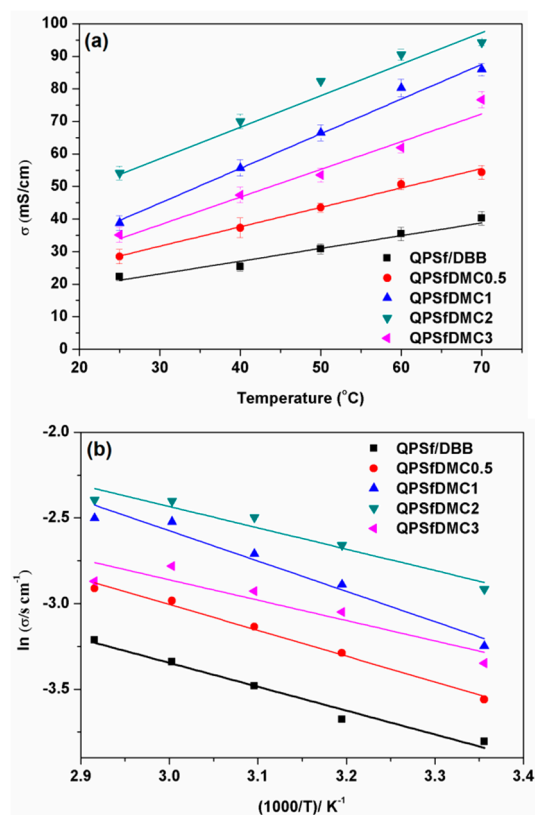 (a)
100
90
80
70
60
50
40
30
20
10
0
σ (mS/cm)
QPSf/DBB
QPSfDMC0.5
QPSfDMC1
QPSfDMC2
QPSfDMC3
20 30 40 50 60 70
Temperature (°C)
(b)
-2.0
-2.5
-3.0
-3.5
ln (σ/s cm⁻¹)
QPSf/DBB
QPSfDMC0.5
QPSfDMC1
QPSfDMC2
QPSfDMC3
2.9 3.0 3.1 3.2 3.3 3.4
(1000/T)/ K⁻¹